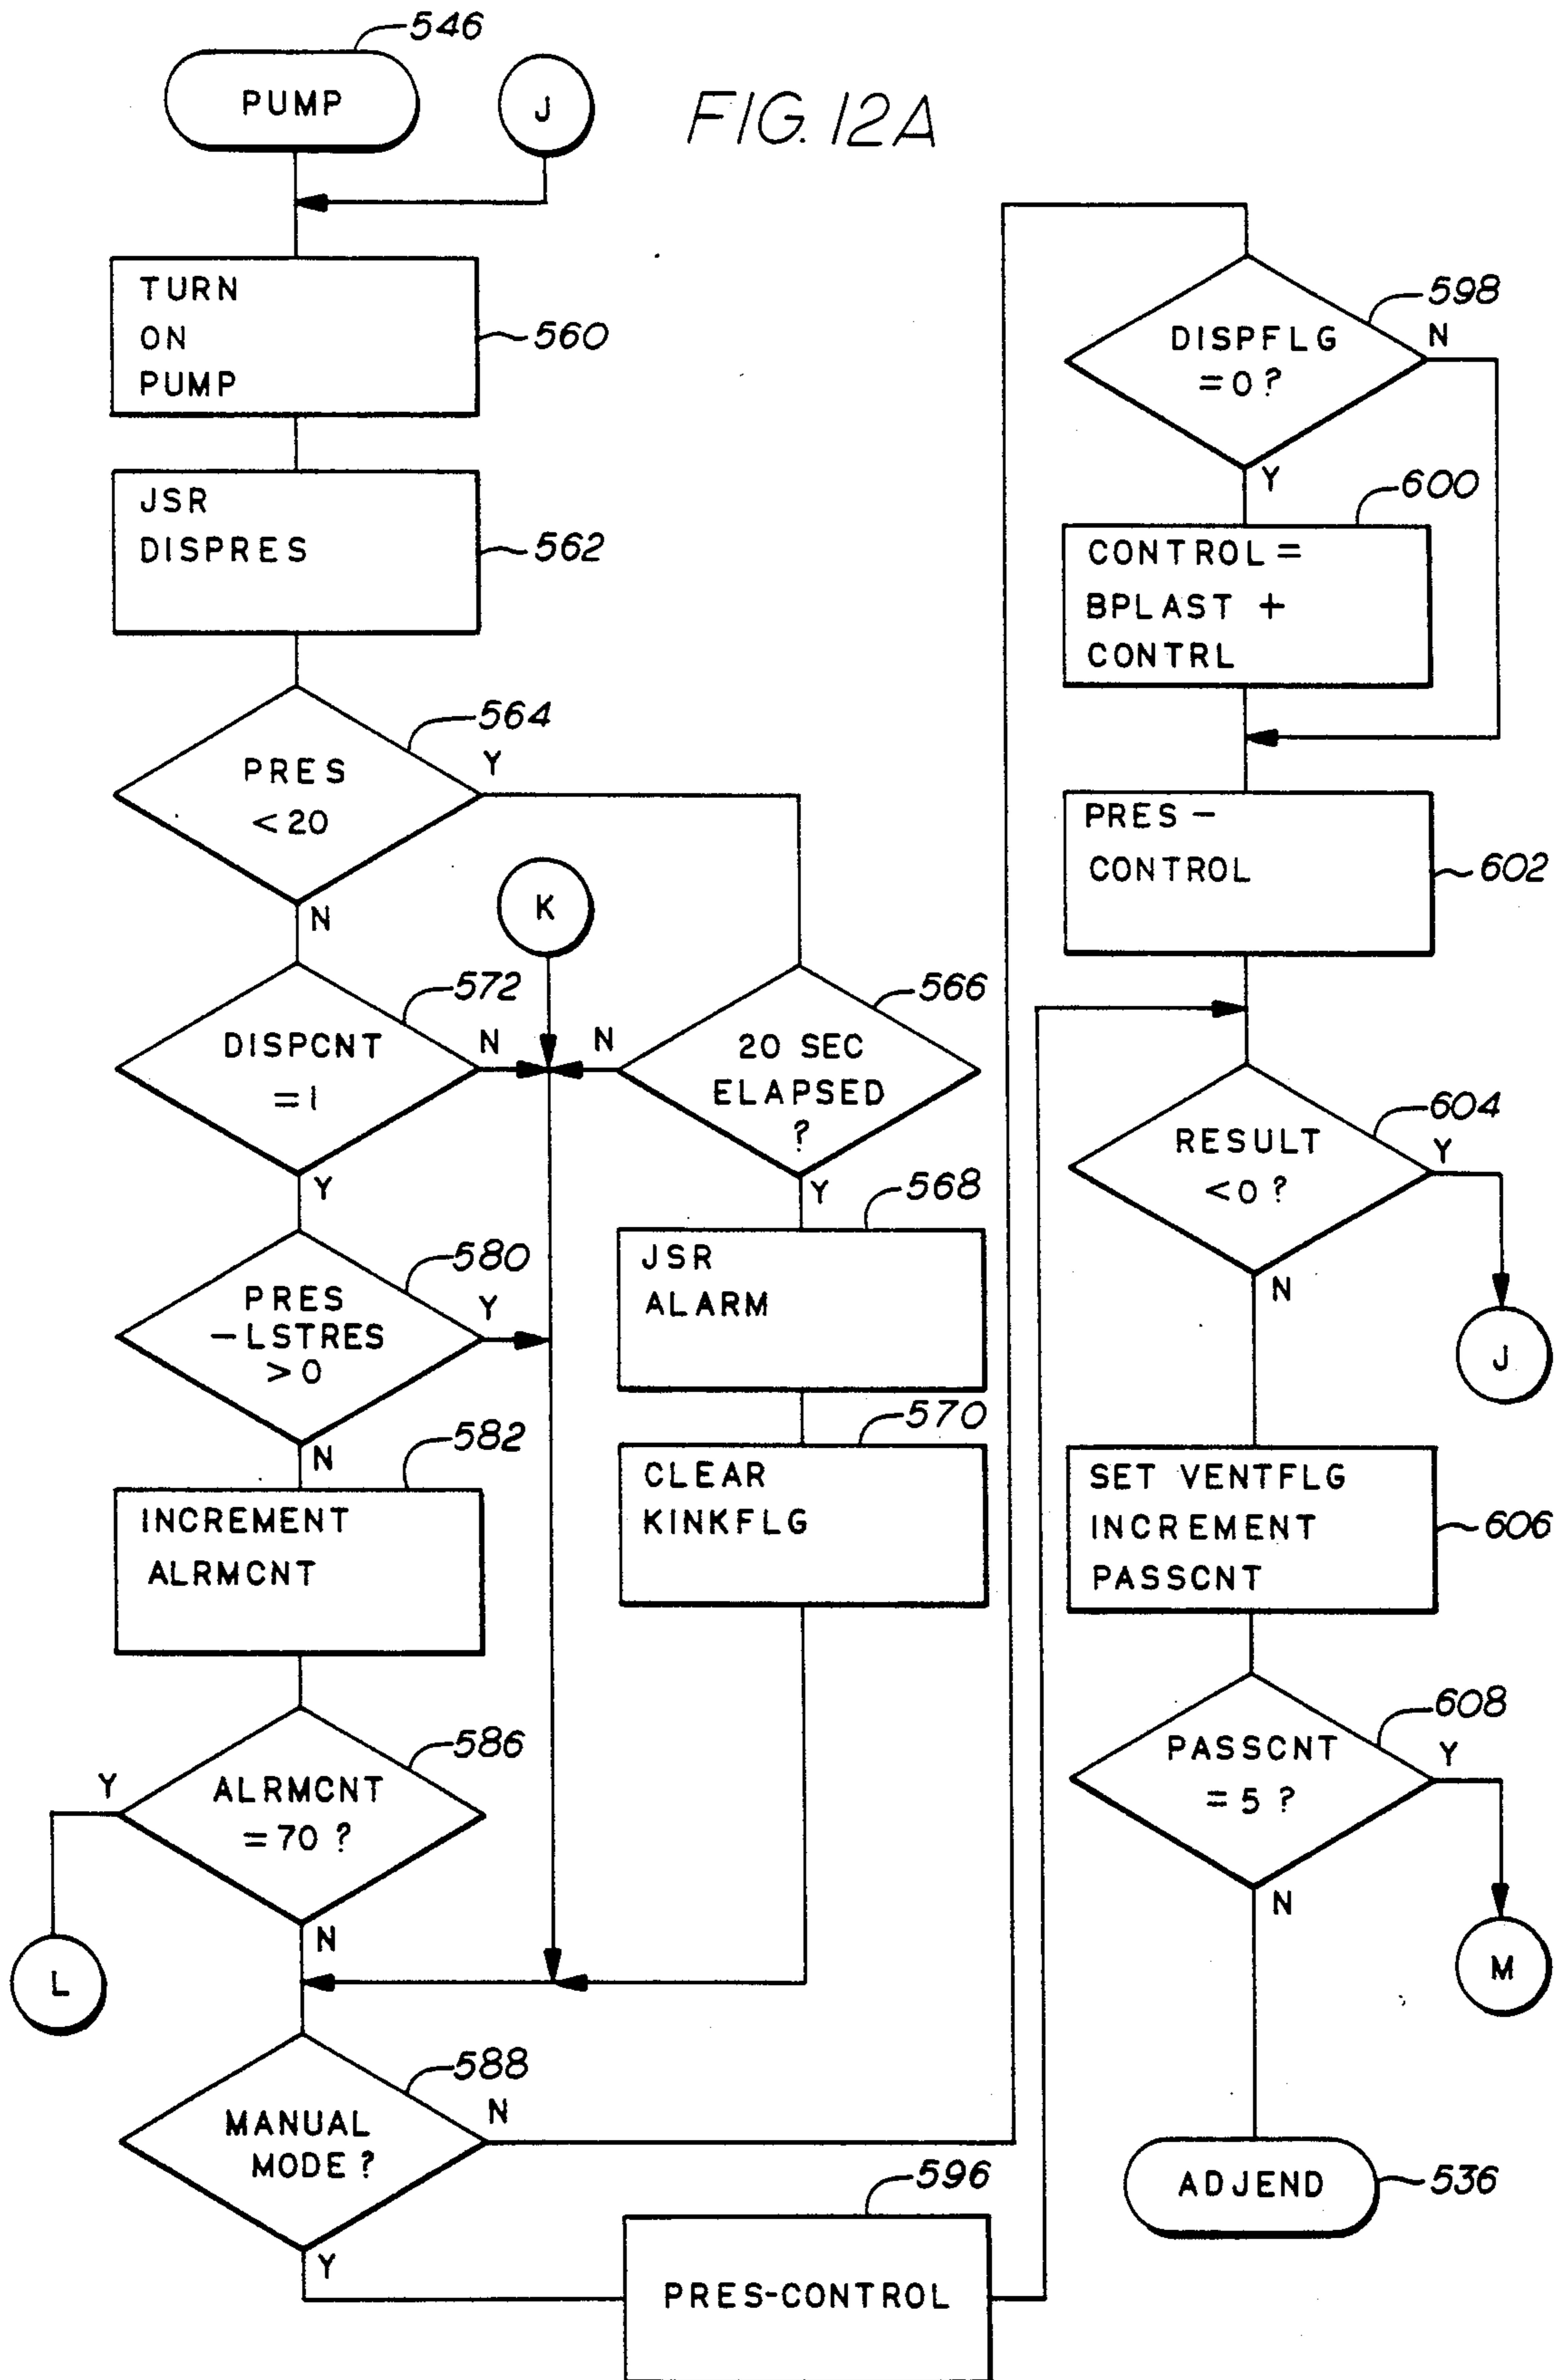 546
PUMP
J
FIG. 12A
TURN
ON
PUMP
560
JSR
DISPRES
562
564
PRES
<20
Y
N
K
572
DISPCNT
=1
N
Y
566
20 SEC
ELAPSED
?
N
Y
580
PRES
-LSTRES
>0
Y
N
568
JSR
ALARM
570
CLEAR
KINKFLG
582
INCREMENT
ALRMCNT
586
ALRMCNT
=70 ?
Y
N
L
588
MANUAL
MODE ?
N
Y
596
PRES-CONTROL
598
DISPFLG
=0 ?
N
Y
600
CONTROL=
BPLAST +
CONTRL
PRES-
CONTROL
602
604
RESULT
<0 ?
Y
N
J
SET VENTFLG
INCREMENT
PASSCNT
606
608
PASSCNT
=5 ?
Y
N
M
ADJEND
536